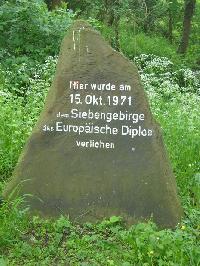 Hier wurde am
15. Okt. 1971
dem Siebengebirge
das Europäische Diplom
verliehen